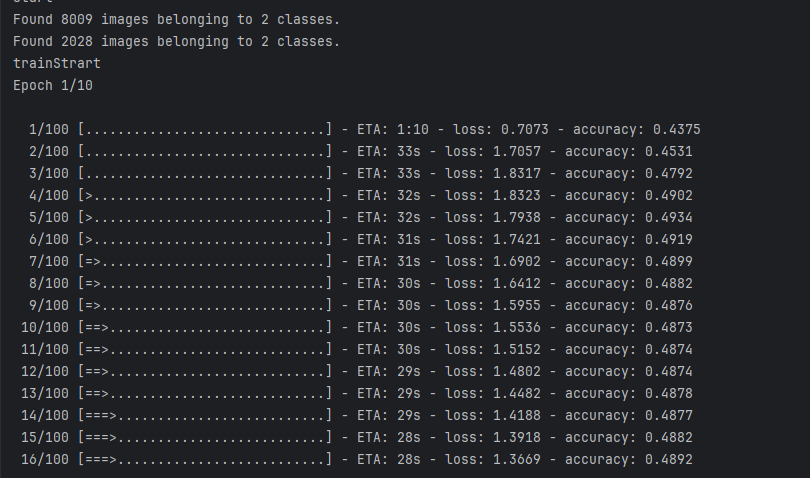 Start
Found 8009 images belonging to 2 classes.
Found 2028 images belonging to 2 classes.
trainStrart
Epoch 1/10
1/100 [..............................] - ETA: 1:10 - loss: 0.7073 - accuracy: 0.4375
2/100 [..............................] - ETA: 33s - loss: 1.7057 - accuracy: 0.4531
3/100 [..............................] - ETA: 33s - loss: 1.8317 - accuracy: 0.4792
4/100 [>.............................] - ETA: 32s - loss: 1.8323 - accuracy: 0.4902
5/100 [>.............................] - ETA: 32s - loss: 1.7938 - accuracy: 0.4934
6/100 [>.............................] - ETA: 31s - loss: 1.7421 - accuracy: 0.4919
7/100 [=>............................] - ETA: 31s - loss: 1.6902 - accuracy: 0.4899
8/100 [=>............................] - ETA: 30s - loss: 1.6412 - accuracy: 0.4882
9/100 [=>............................] - ETA: 30s - loss: 1.5955 - accuracy: 0.4876
10/100 [==>...........................] - ETA: 30s - loss: 1.5536 - accuracy: 0.4873
11/100 [==>...........................] - ETA: 30s - loss: 1.5152 - accuracy: 0.4874
12/100 [==>...........................] - ETA: 29s - loss: 1.4802 - accuracy: 0.4874
13/100 [==>...........................] - ETA: 29s - loss: 1.4482 - accuracy: 0.4878
14/100 [===>..........................] - ETA: 29s - loss: 1.4188 - accuracy: 0.4877
15/100 [===>..........................] - ETA: 28s - loss: 1.3918 - accuracy: 0.4882
16/100 [===>..........................] - ETA: 28s - loss: 1.3669 - accuracy: 0.4892